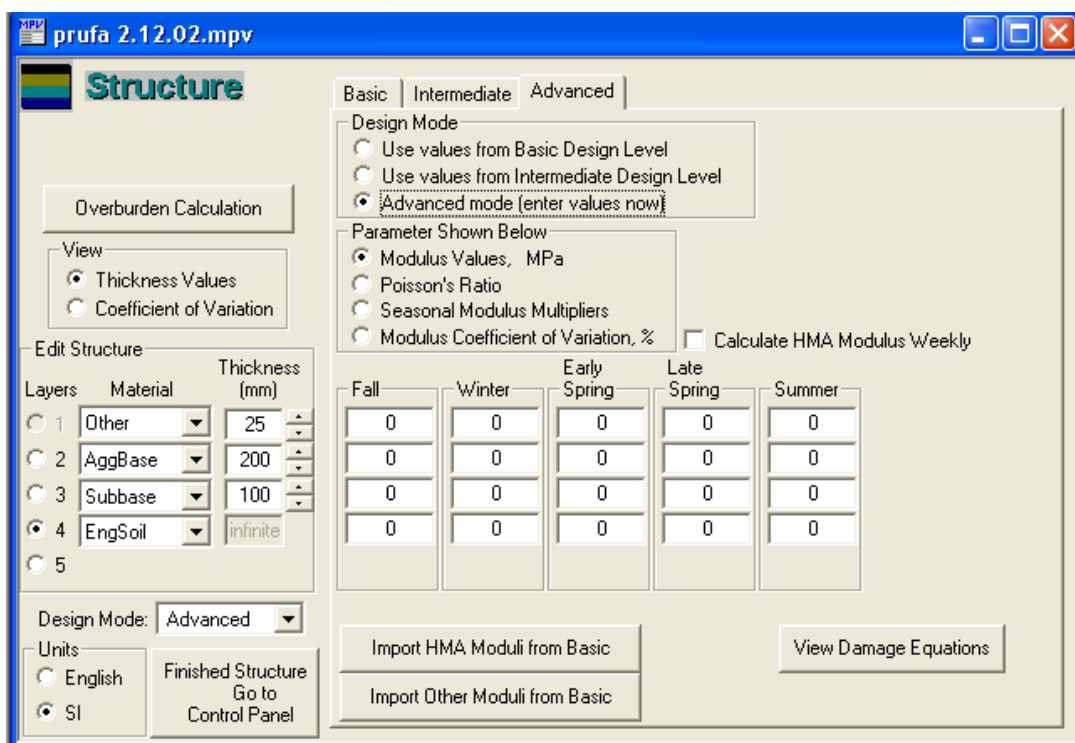 MPV prufa 2.12.02.mpv
Structure
Overburden Calculation
View
Thickness Values
Coefficient of Variation
Edit Structure
Layers Material Thickness (mm)
1 Other 25
2 AggBase 200
3 Subbase 100
4 EngSoil infinite
5
Design Mode: Advanced
Units
English
SI
Finished Structure
Go to
Control Panel
Basic Intermediate Advanced
Design Mode
Use values from Basic Design Level
Use values from Intermediate Design Level
Advanced mode (enter values now)
Parameter Shown Below
Modulus Values, MPa
Poisson's Ratio
Seasonal Modulus Multipliers
Modulus Coefficient of Variation, %
Calculate HMA Modulus Weekly
Fall Winter Early Spring Late Spring Summer
0 0 0 0 0
0 0 0 0 0
0 0 0 0 0
0 0 0 0 0
Import HMA Moduli from Basic
Import Other Moduli from Basic
View Damage Equations